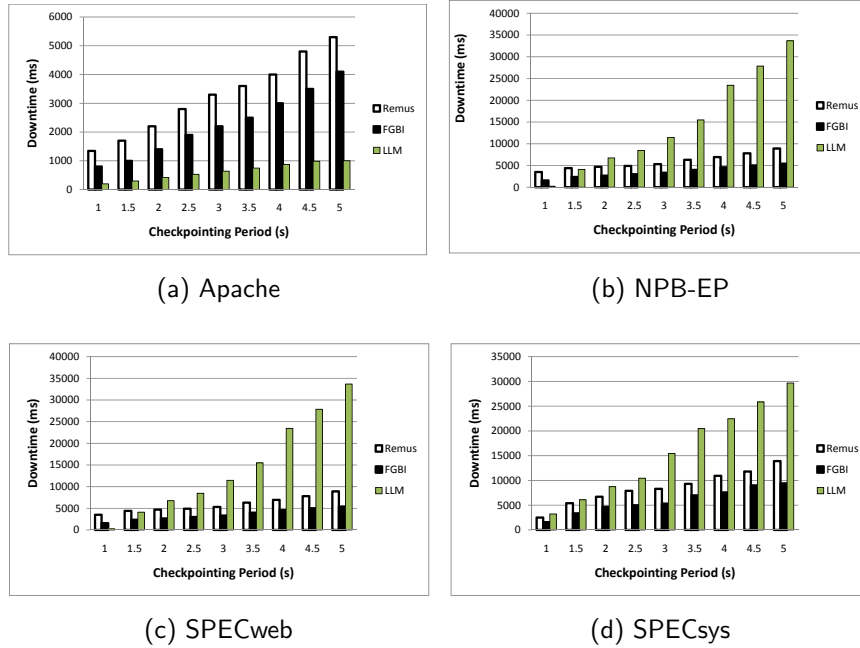 6000
5000
4000
3000
2000
1000
0
Downtime (ms)
1 1.5 2 2.5 3 3.5 4 4.5 5
Checkpointing Period (s)
Remus
FGBI
LLM
(a) Apache
40000
35000
30000
25000
20000
15000
10000
5000
0
Downtime (ms)
1 1.5 2 2.5 3 3.5 4 4.5 5
Checkpointing Period (s)
Remus
FGBI
LLM
(b) NPB-EP
40000
35000
30000
25000
20000
15000
10000
5000
0
Downtime (ms)
1 1.5 2 2.5 3 3.5 4 4.5 5
Checkpointing Period (s)
Remus
FGBI
LLM
(c) SPECweb
35000
30000
25000
20000
15000
10000
5000
0
Downtime (ms)
1 1.5 2 2.5 3 3.5 4 4.5 5
Checkpointing Period (s)
Remus
FGBI
LLM
(d) SPECsys